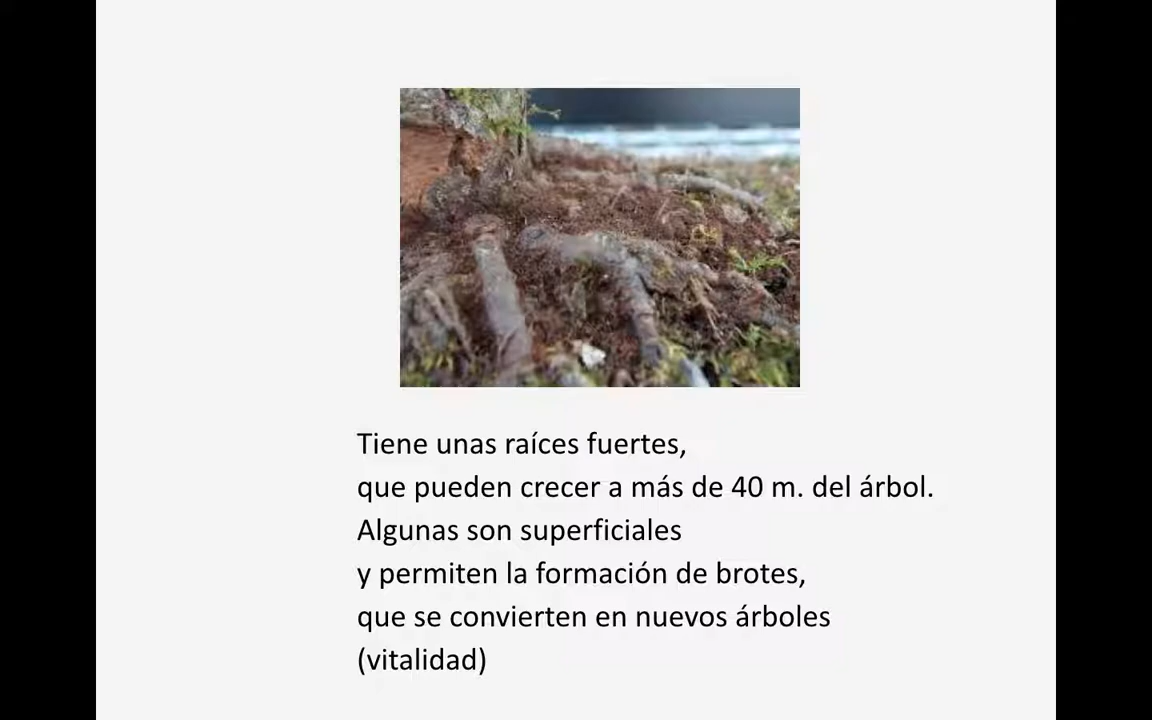 Tiene unas raíces fuertes,
que pueden crecer a más de 40 m. del árbol.
Algunas son superficiales
y permiten la formación de brotes,
que se convierten en nuevos árboles
(vitalidad)